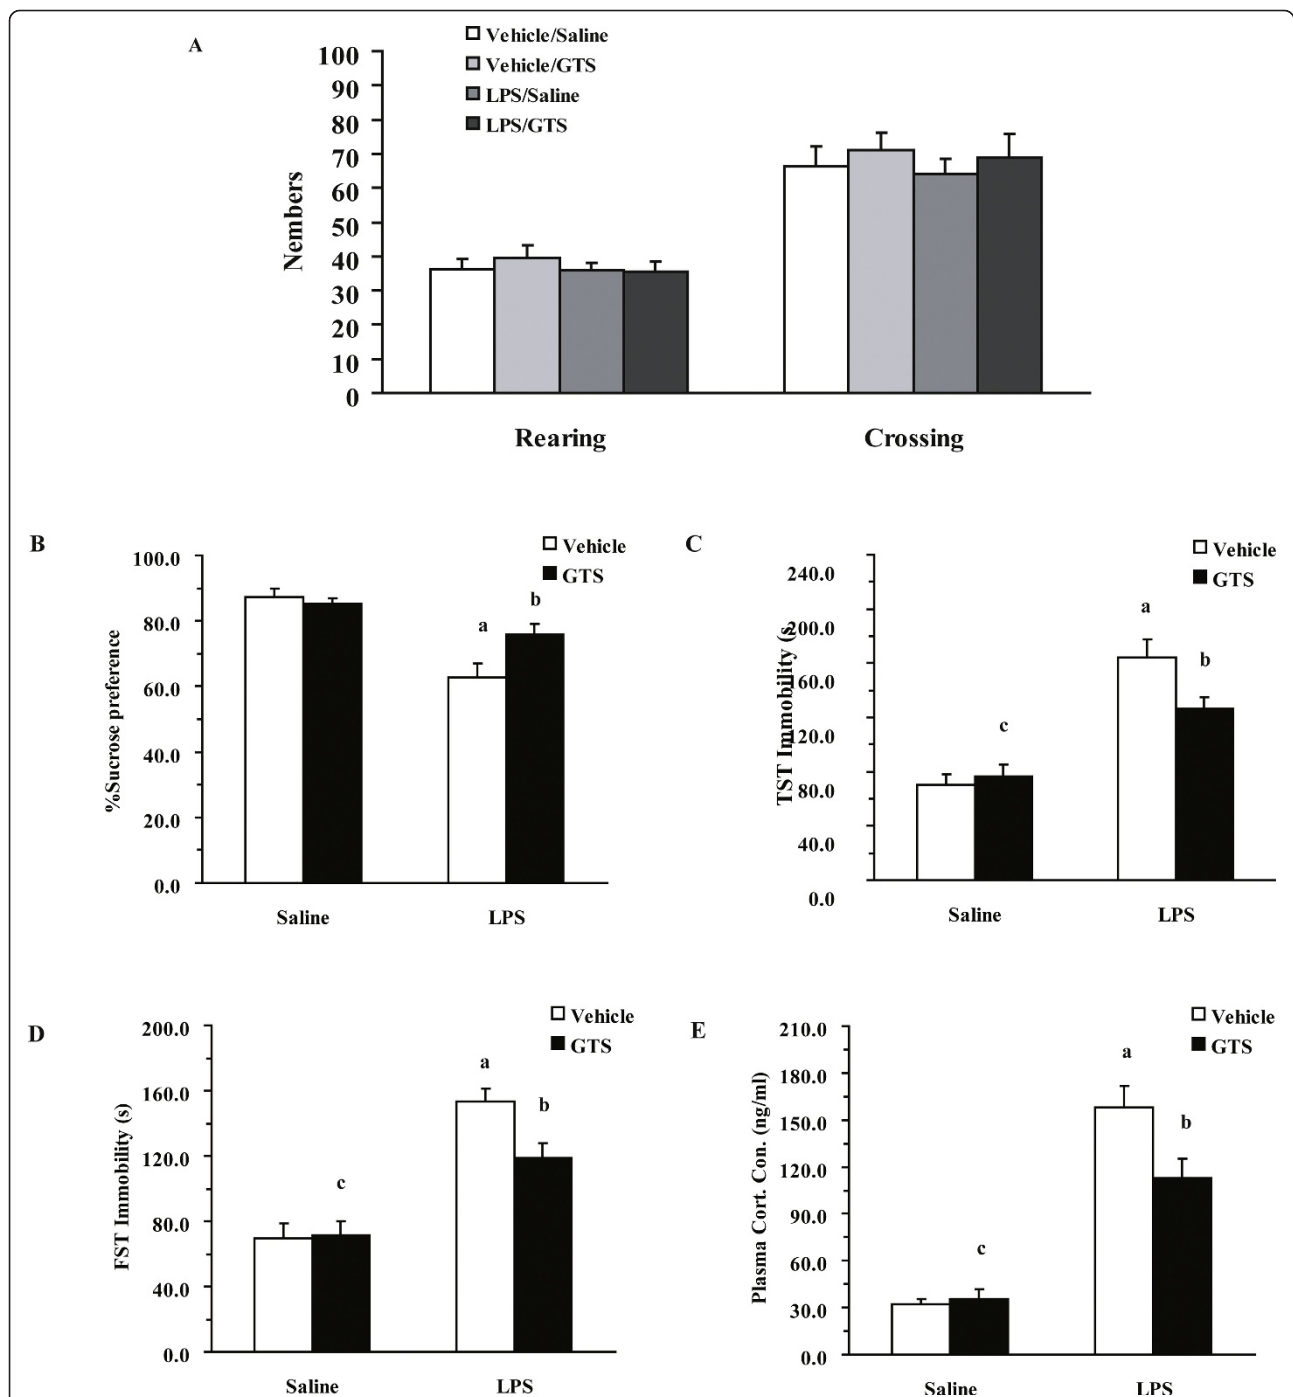 A
Vehicle/Saline
Vehicle/GTS
LPS/Saline
LPS/GTS
100
90
80
70
60
50
40
30
20
10
0
Nembers
Rearing Crossing
B
Vehicle
GTS
100.0
80.0
60.0
40.0
20.0
0.0
%Sucrose preference
a
b
Saline LPS
C
Vehicle
GTS
240.0
200.0
160.0
120.0
80.0
40.0
0.0
TST Immobility (s
c
a
b
Saline LPS
D
Vehicle
GTS
200.0
160.0
120.0
80.0
40.0
0.0
FST Immobility (s)
c
a
b
Saline LPS
E
Vehicle
GTS
210.0
180.0
150.0
120.0
90.0
60.0
30.0
0.0
Plasma Cort. Con. (ng/ml)
c
a
b
Saline LPS